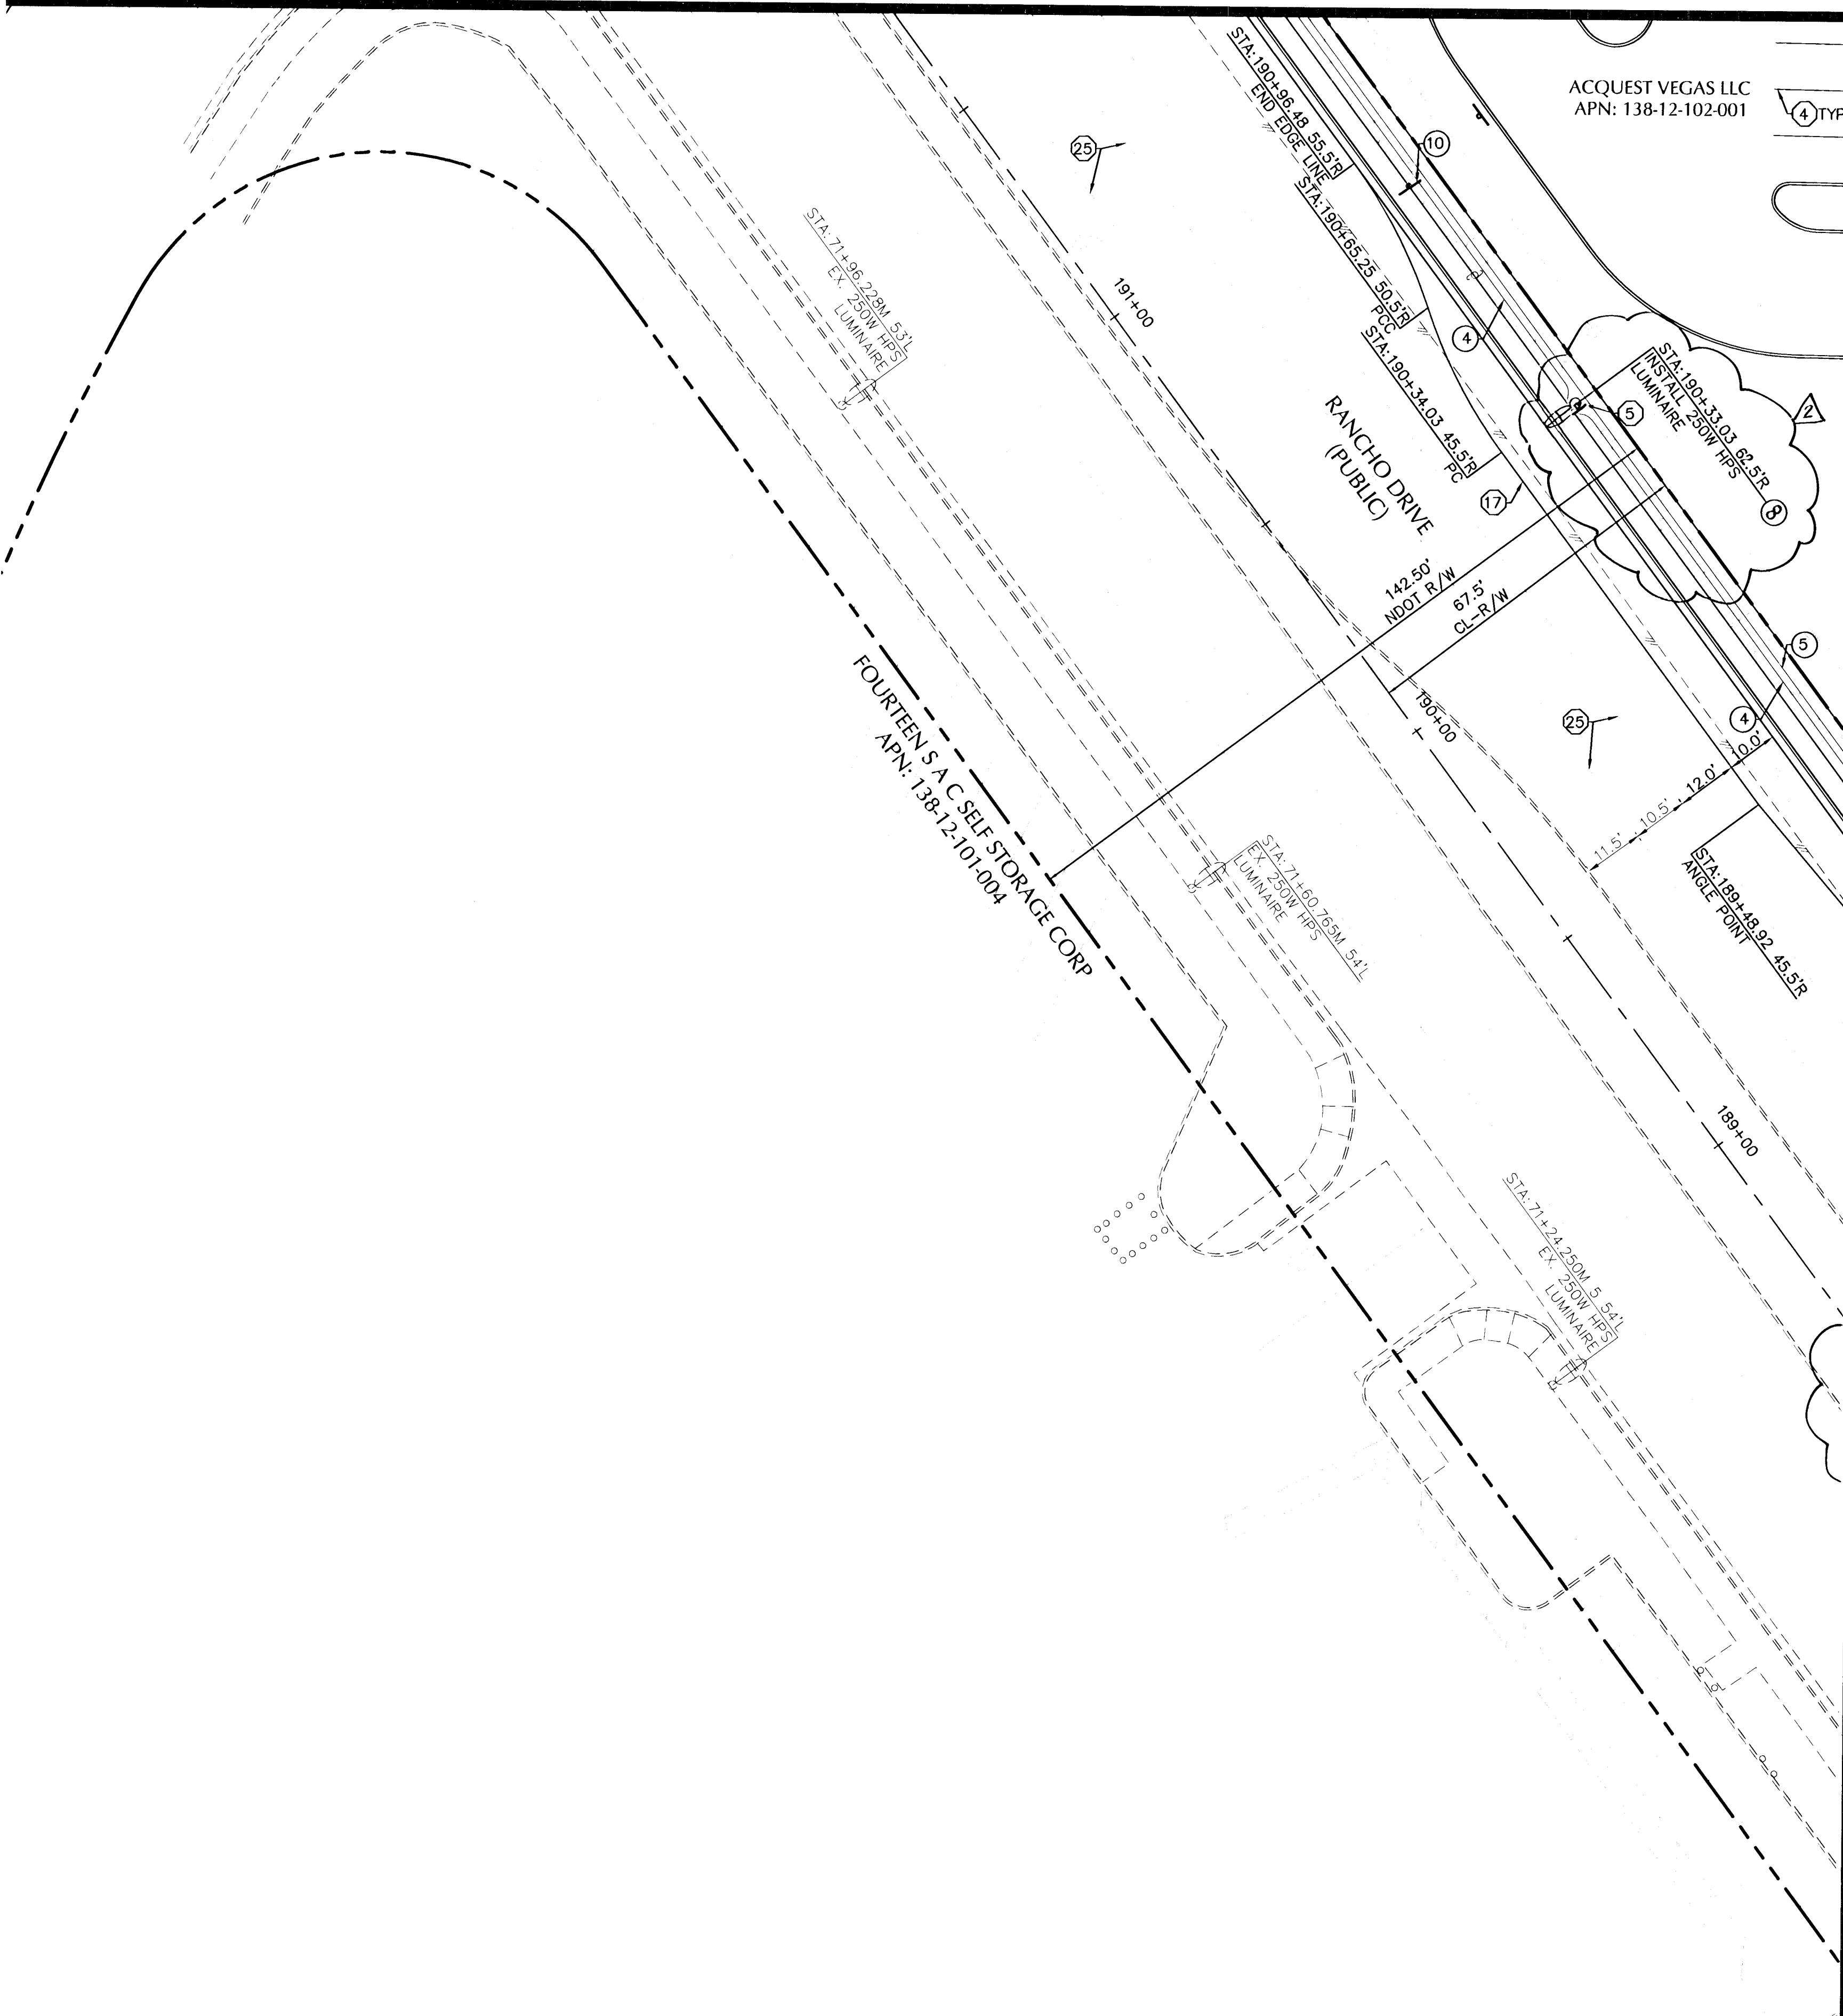 ACQUEST VEGAS LLC
APN: 138-12-102-001
4
TYP
STA:190+96.48 55.5'R
END EDGE LINE
10
25
STA:190+65.25 50.5'R
PCC
STA:71+96.228M 53'L
EX. 250W HPS
LUMINAIRE
191+00
4
STA:190+34.03 45.5'R
PC
STA:190+33.03 62.5'R
INSTALL 250W HPS
LUMINAIRE
5
2
8
RANCHO DRIVE
(PUBLIC)
17
142.50'
NDOT R/W
67.5'
CL-R/W
5
4
190+00
25
10.0'
12.0'
10.5'
11.5'
FOURTEEN S A C SELF STORAGE CORP
APN: 138-12-101-004
STA:71+60.765M 54'L
EX. 250W HPS
LUMINAIRE
STA:189+48.92 45.5'R
ANGLE POINT
189+00
STA:71+24.250M 5 54'L
EX. 250W HPS
LUMINAIRE